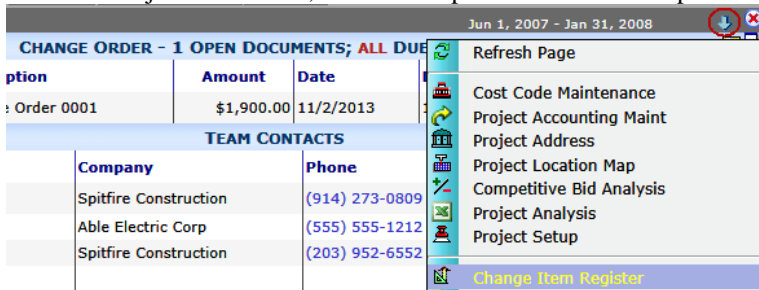 Jun 1, 2007 - Jan 31, 2008
CHANGE ORDER - 1 OPEN DOCUMENTS; ALL DUE
ption Amount Date
e Order 0001 $1,900.00 11/2/2013
TEAM CONTACTS
Company Phone
Spitfire Construction (914) 273-0809
Able Electric Corp (555) 555-1212
Spitfire Construction (203) 952-6552
Refresh Page
Cost Code Maintenance
Project Accounting Maint
Project Address
Project Location Map
Competitive Bid Analysis
Project Analysis
Project Setup
Change Item Register